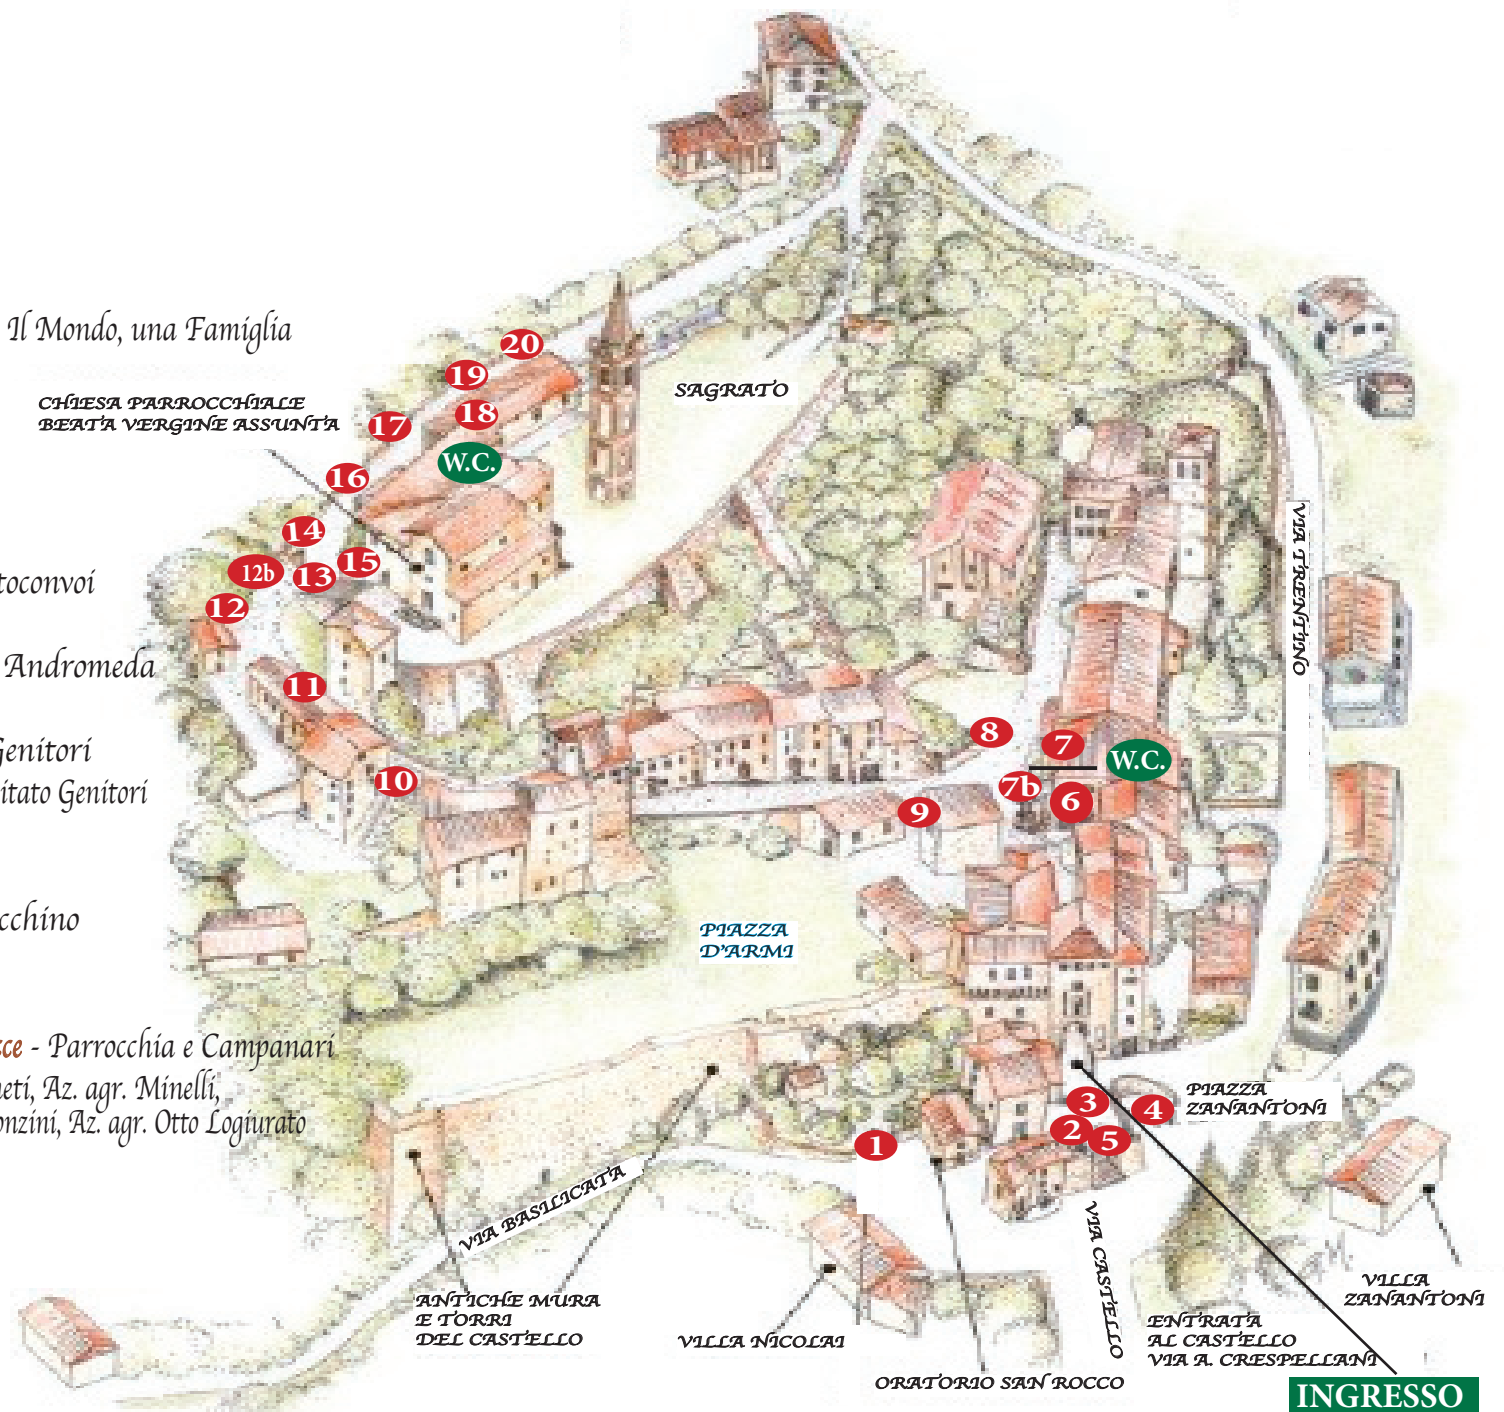 Il Mondo, una Famiglia
CHIESA PARROCCHIALE
BEATA VERGINE ASSUNTA
toconvoi
Andromeda
Genitori
itato Genitori
cchino
cce - Parrocchia e Campanari
neti, Az. agr. Minelli,
onzini, Az. agr. Otto Logiurato
20
19
18
17
W.C.
16
14
15
12b
13
12
11
10
SAGRATO
VIA TRENTINO
8
7
W.C.
7b
6
9
PIAZZA
D'ARMI
3
4
2
5
1
PIAZZA
ZANANTONI
VIA BASILICATA
VIA CASTELLO
ANTICHE MURA
E TORRI
DEL CASTELLO
VILLA NICOLAI
ORATORIO SAN ROCCO
ENTRATA
AL CASTELLO
VIA A. CRESPELLANI
VILLA
ZANANTONI
INGRESSO